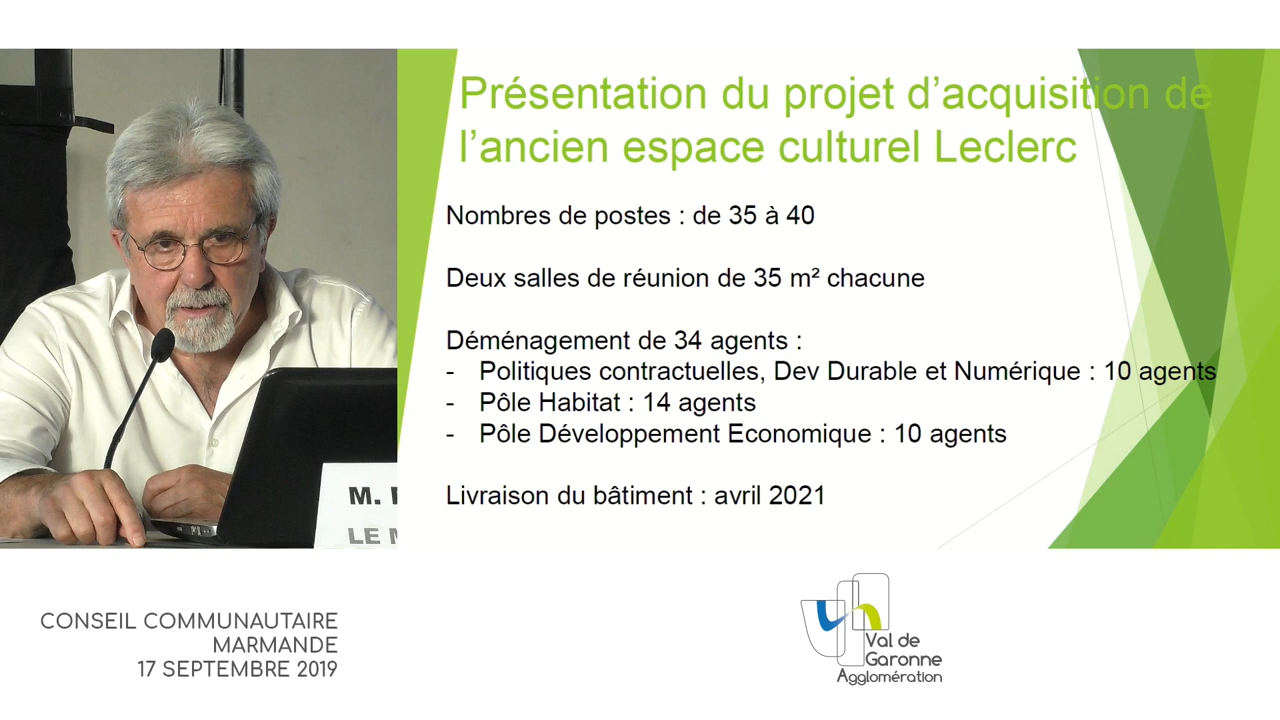 Présentation du projet d’acquisition de
l’ancien espace culturel Leclerc
Nombres de postes : de 35 à 40
Deux salles de réunion de 35 m² chacune
Déménagement de 34 agents :
- Politiques contractuelles, Dev Durable et Numérique : 10 agents
- Pôle Habitat : 14 agents
- Pôle Développement Economique : 10 agents
Livraison du bâtiment : avril 2021
M.
LE
CONSEIL COMMUNAUTAIRE
MARMANDE
17 SEPTEMBRE 2019
Val de
Garonne
Agglomération